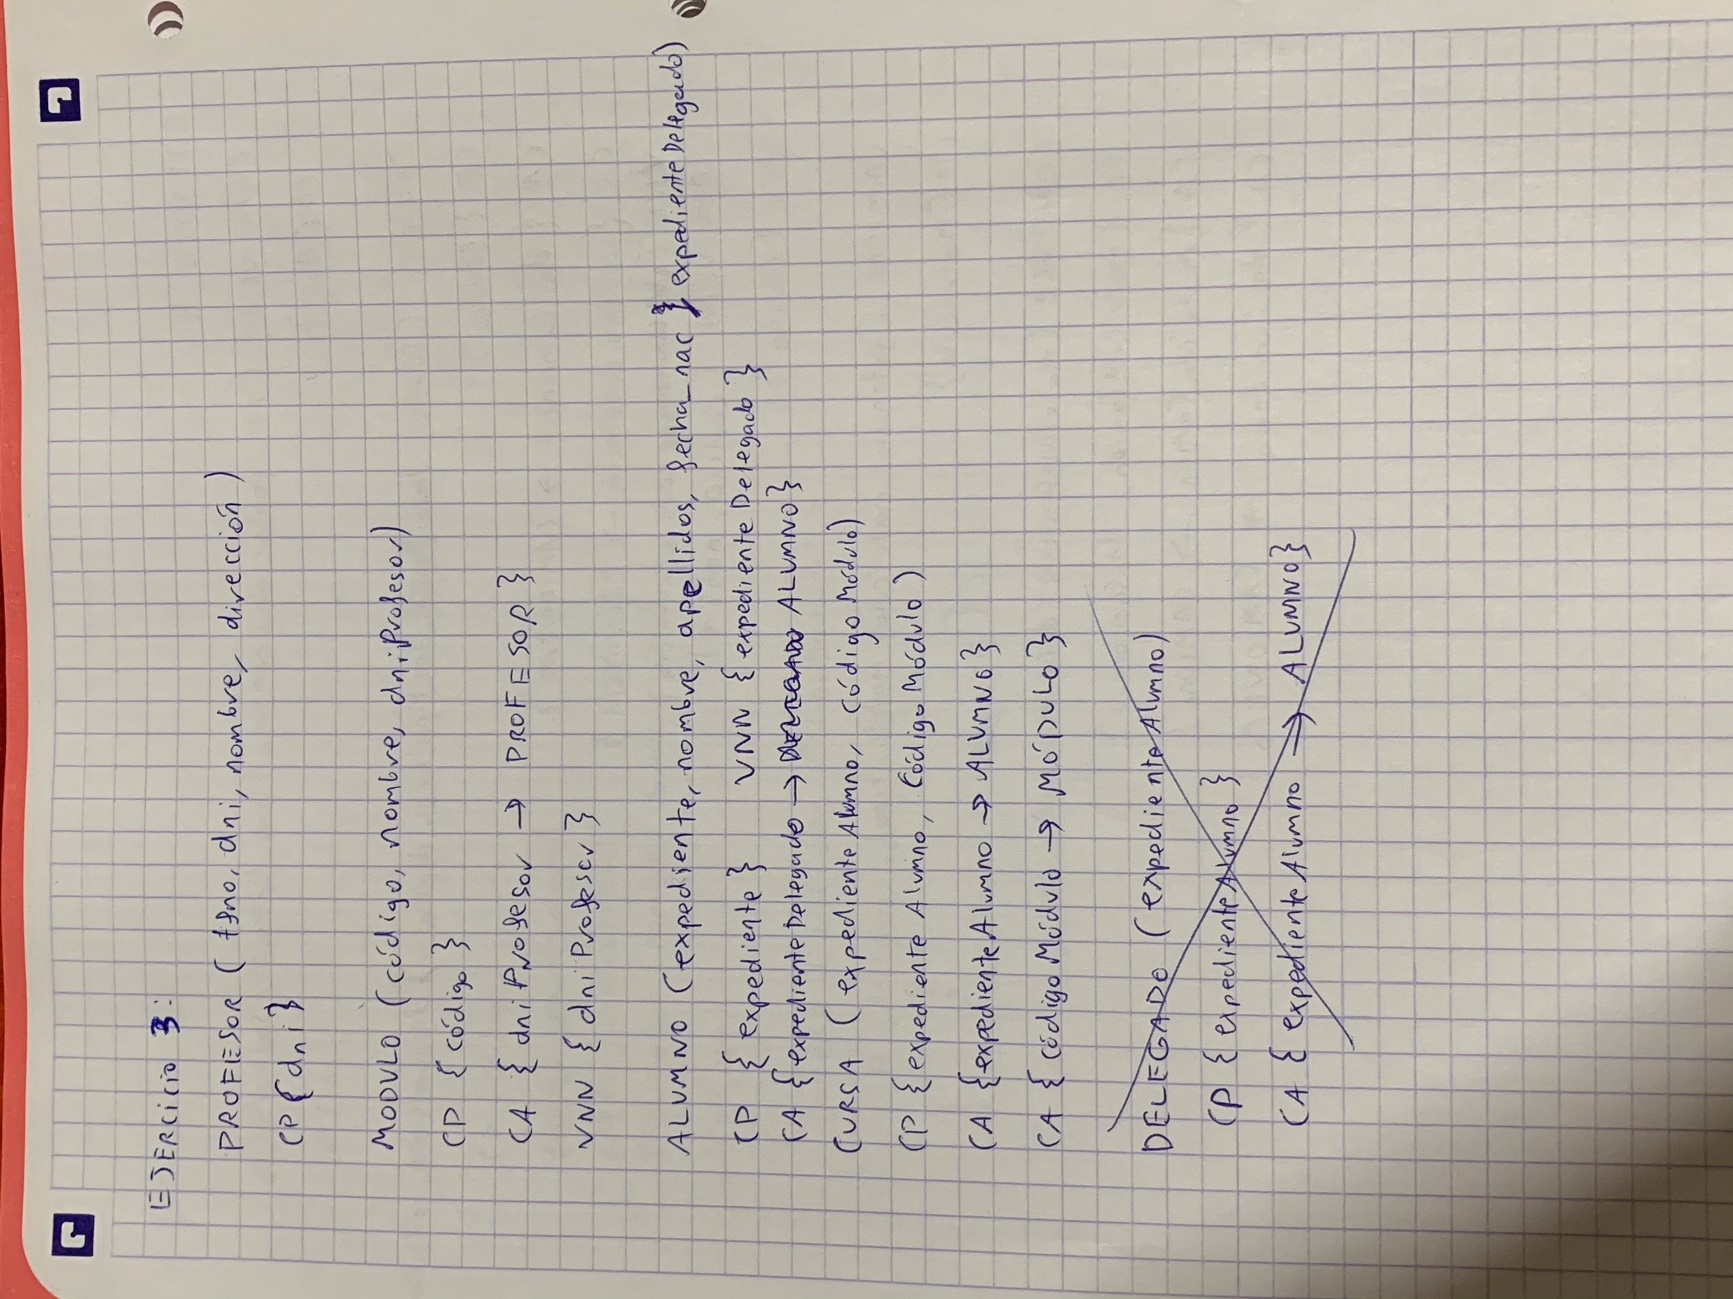 EJERCICIO 3:
PROFESOR (tfno, dni, nombre, dirección)
CP {dni}
MODULO (código, nombre, dniProfesor)
CP {código}
CA {dniProfesor → PROFESOR}
VNN {dniProfesor}
ALUMNO (expediente, nombre, apellidos, fecha_nac, expedienteDelegado)
CP {expediente} VNN {expedienteDelegado}
CA {expedienteDelegado → ALUMNO}
CURSA (expedienteAlumno, códigoMódulo)
CP {expedienteAlumno, códigoMódulo}
CA {expedienteAlumno → ALUMNO}
CA {códigoMódulo → MÓDULO}
DELEGADO (expedienteAlumno)
CP {expedienteAlumno}
CA {expedienteAlumno → ALUMNO}